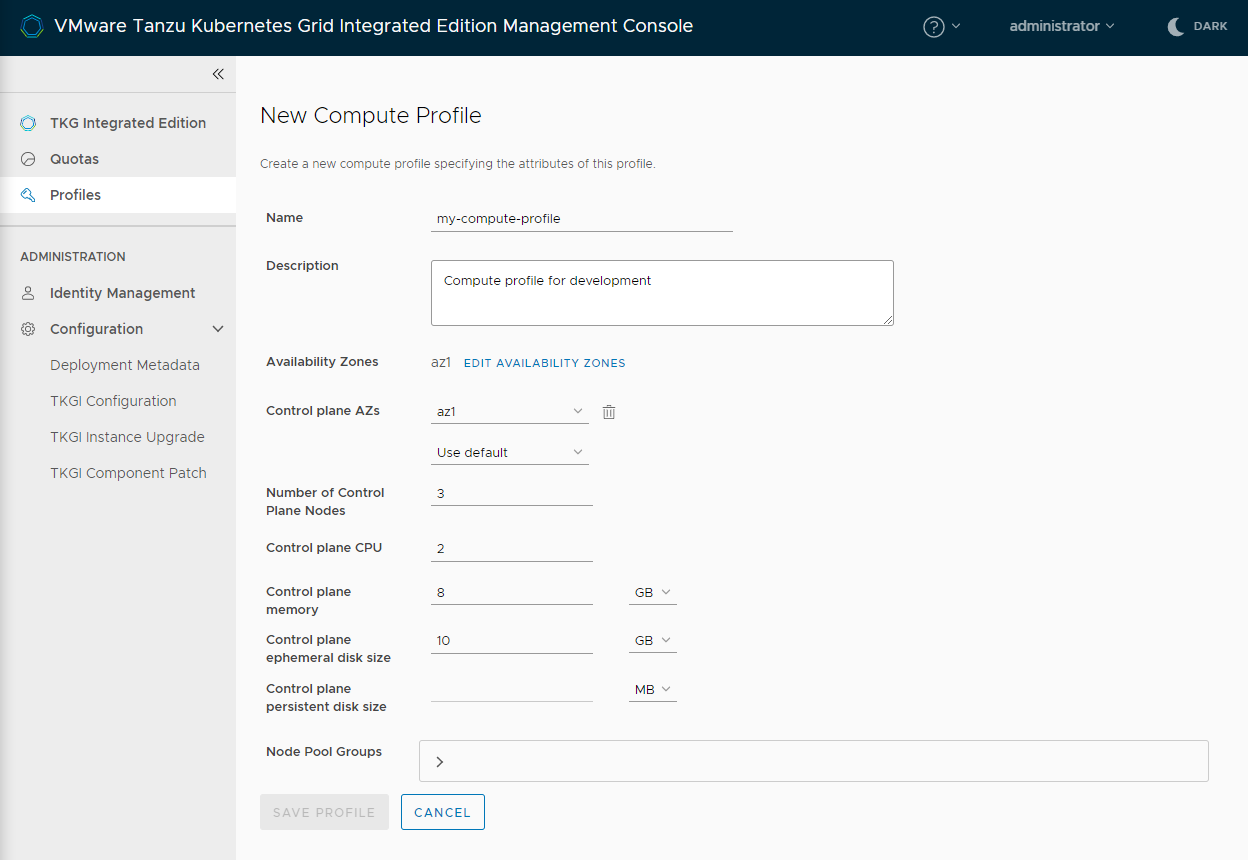 VMware Tanzu Kubernetes Grid Integrated Edition Management Console
?
administrator
DARK
TKG Integrated Edition
Quotas
Profiles
ADMINISTRATION
Identity Management
Configuration
Deployment Metadata
TKGI Configuration
TKGI Instance Upgrade
TKGI Component Patch
New Compute Profile
Create a new compute profile specifying the attributes of this profile.
Name
my-compute-profile
Description
Compute profile for development
Availability Zones
az1 EDIT AVAILABILITY ZONES
Control plane AZs
az1
Use default
Number of Control
Plane Nodes
3
Control plane CPU
2
Control plane
memory
8 GB
Control plane
ephemeral disk size
10 GB
Control plane
persistent disk size
MB
Node Pool Groups
SAVE PROFILE
CANCEL